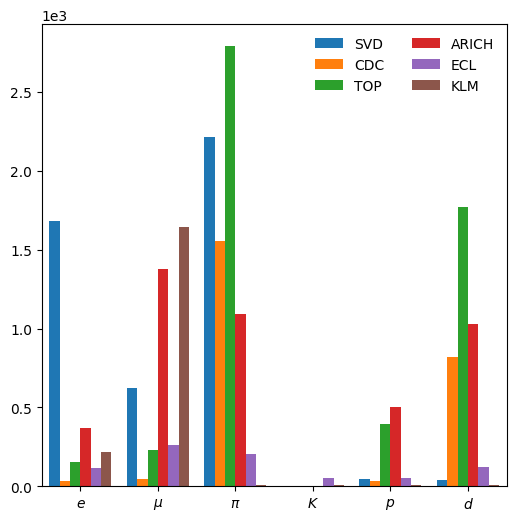 1e3
SVD ARICH
CDC ECL
TOP KLM
2.5
2.0
1.5
1.0
0.5
0.0
e μ π K p d